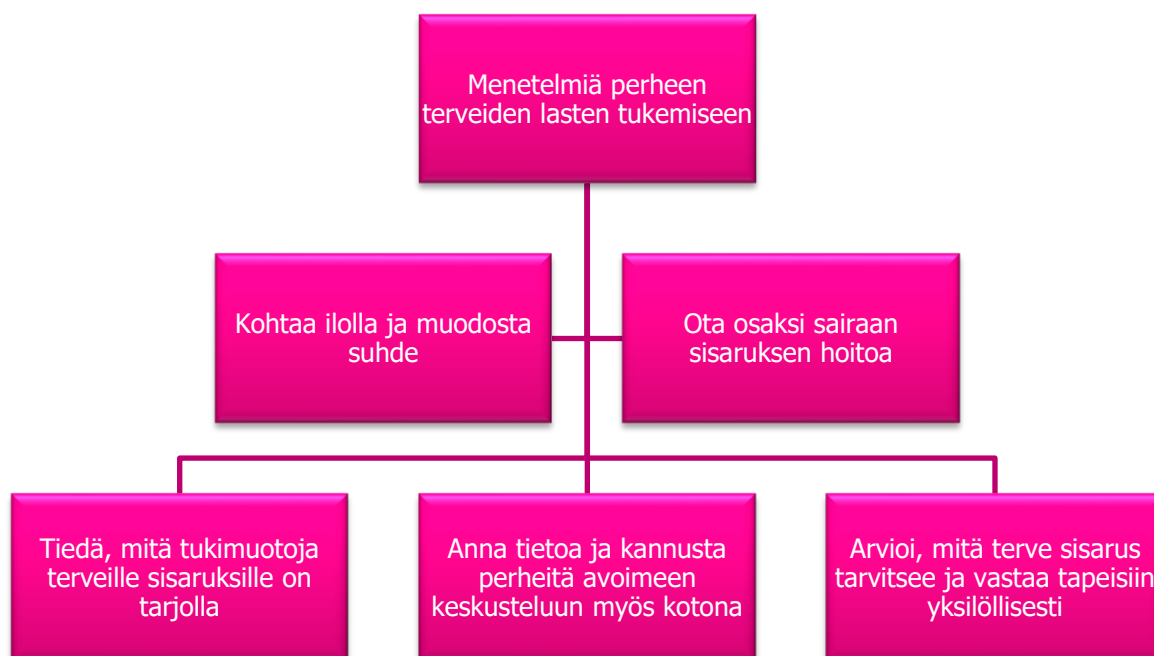 Menetelmiä perheen
terveiden lasten tukemiseen
Kohtaa ilolla ja muodosta
suhde
Ota osaksi sairaan
sisaruksen hoitoa
Tiedä, mitä tukimuotoja
terveille sisaruksille on
tarjolla
Anna tietoa ja kannusta
perheitä avoimeen
keskusteluun myös kotona
Arvioi, mitä terve sisarus
tarvitsee ja vastaa tapeisiin
yksilöllisesti